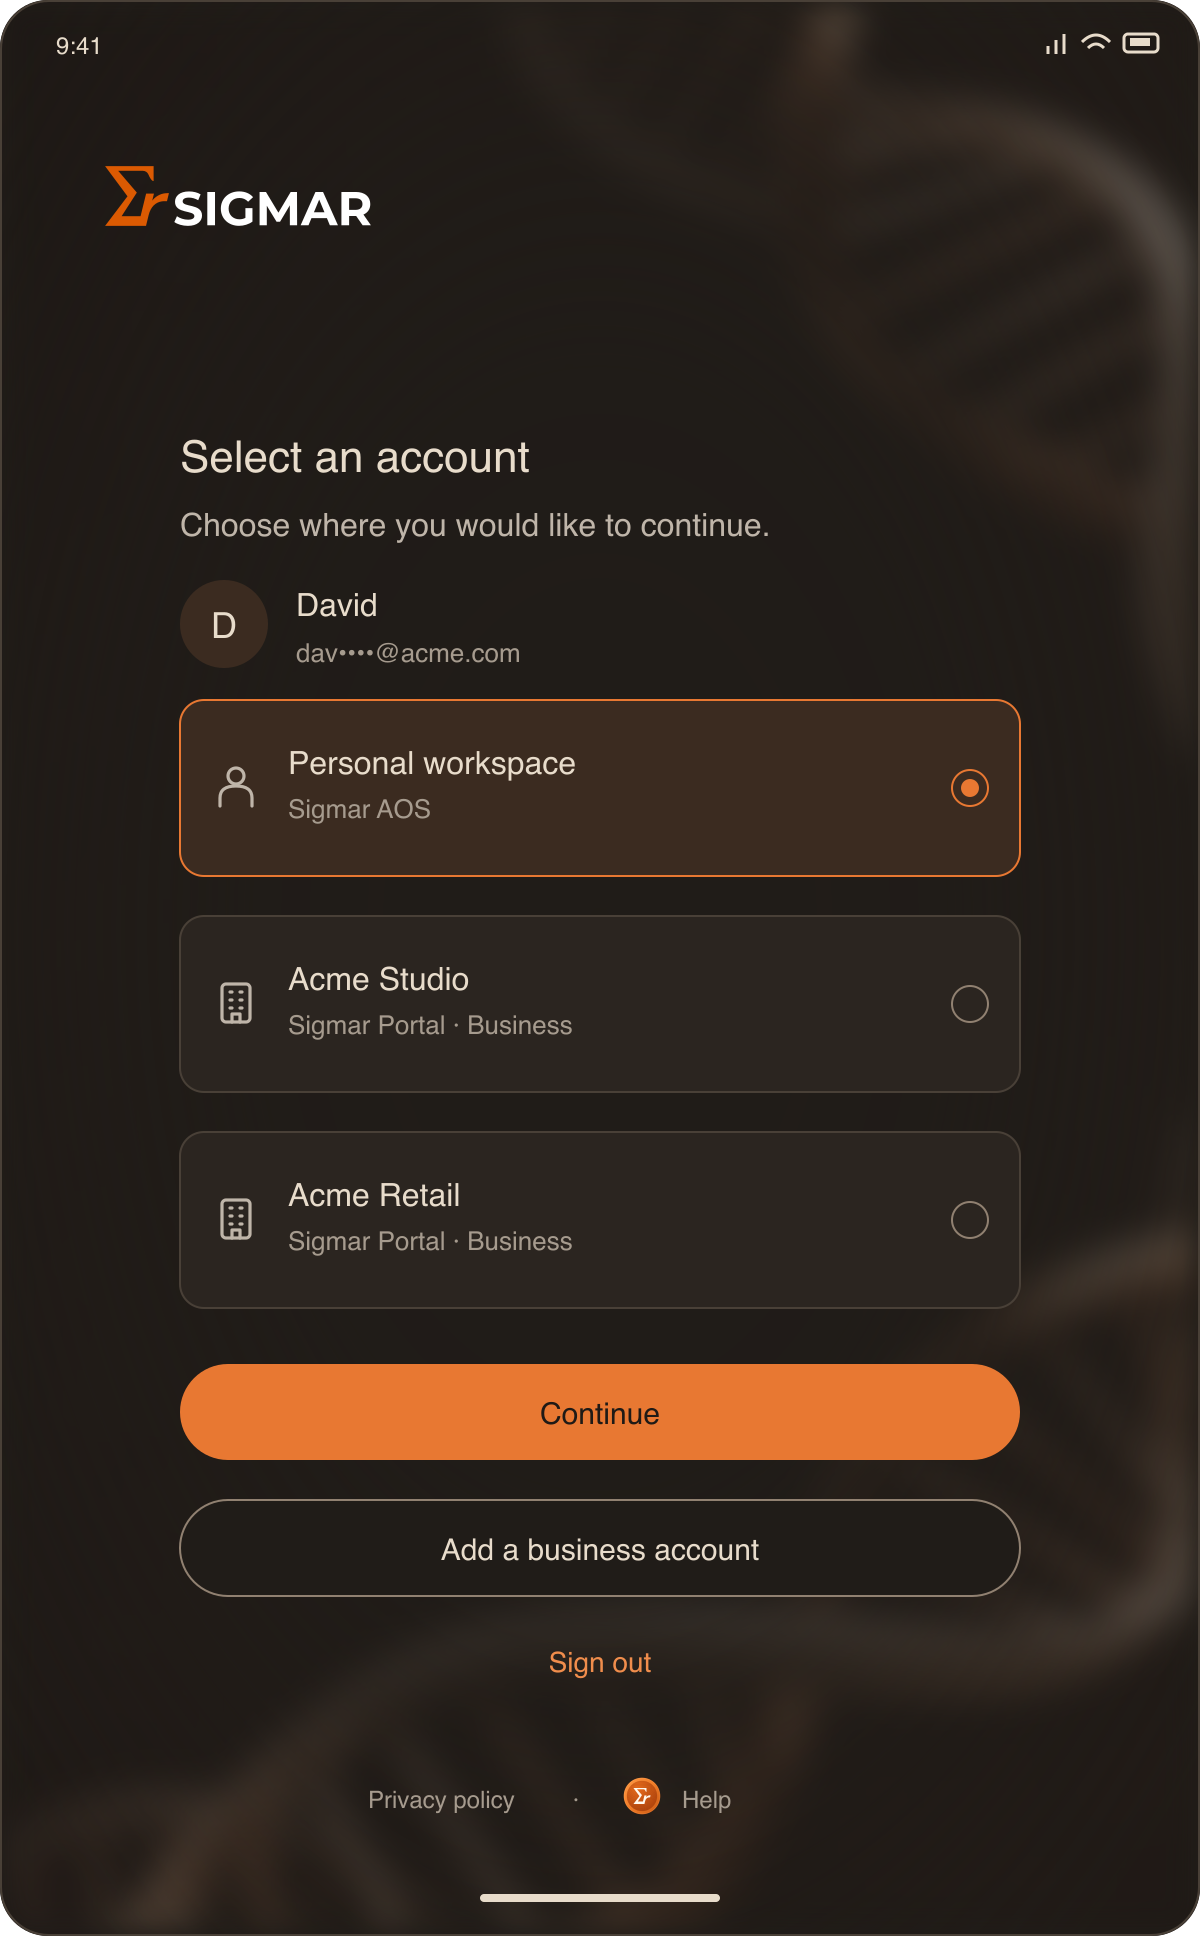 9:41
Σr SIGMAR
Select an account
Choose where you would like to continue.
D
David
dav••••@acme.com
Personal workspace
Sigmar AOS
Acme Studio
Sigmar Portal · Business
Acme Retail
Sigmar Portal · Business
Continue
Add a business account
Sign out
Privacy policy · Σr Help